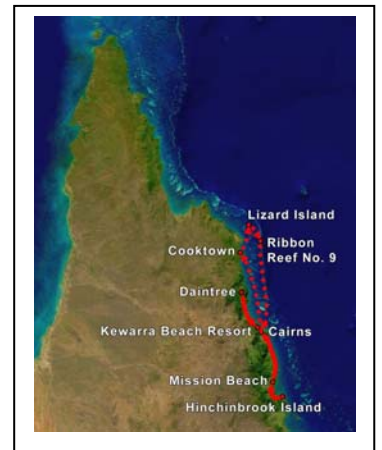 Lizard Island
Ribbon
Reef No. 9
Cooktown
Daintree
Kewarra Beach Resort
Cairns
Mission Beach
Hinchinbrook Island